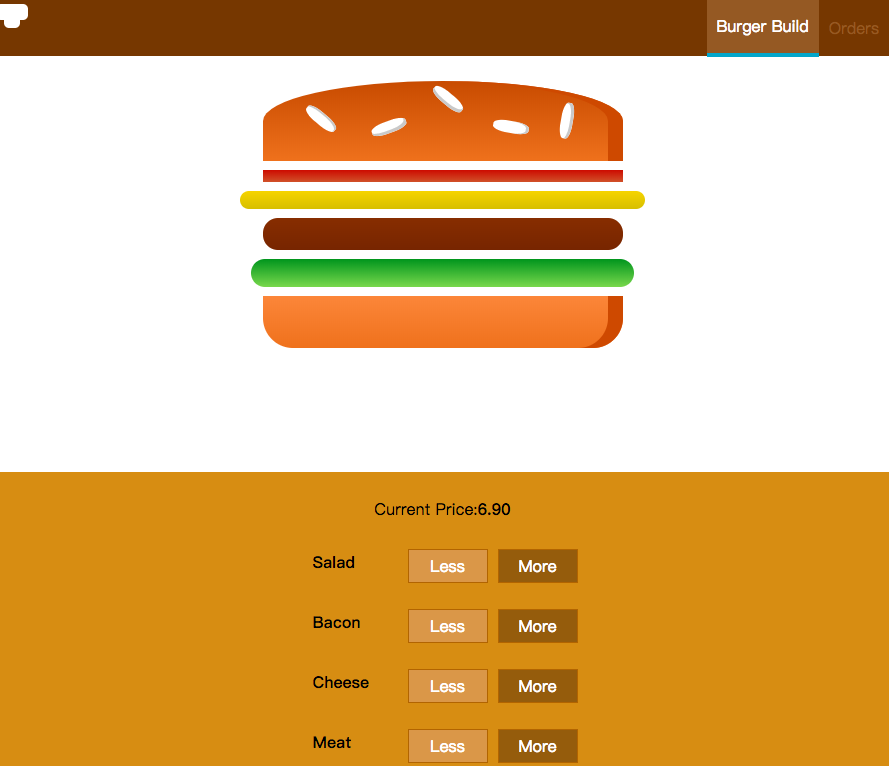 Burger Build Orders
Current Price:6.90
Salad Less More
Bacon Less More
Cheese Less More
Meat Less More